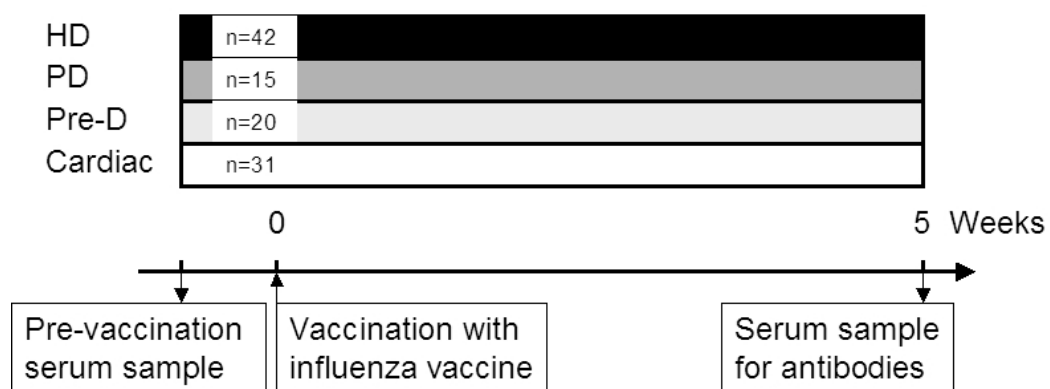 HD n=42
PD n=15
Pre-D n=20
Cardiac n=31
0 5 Weeks
Pre-vaccination
serum sample
Vaccination with
influenza vaccine
Serum sample
for antibodies